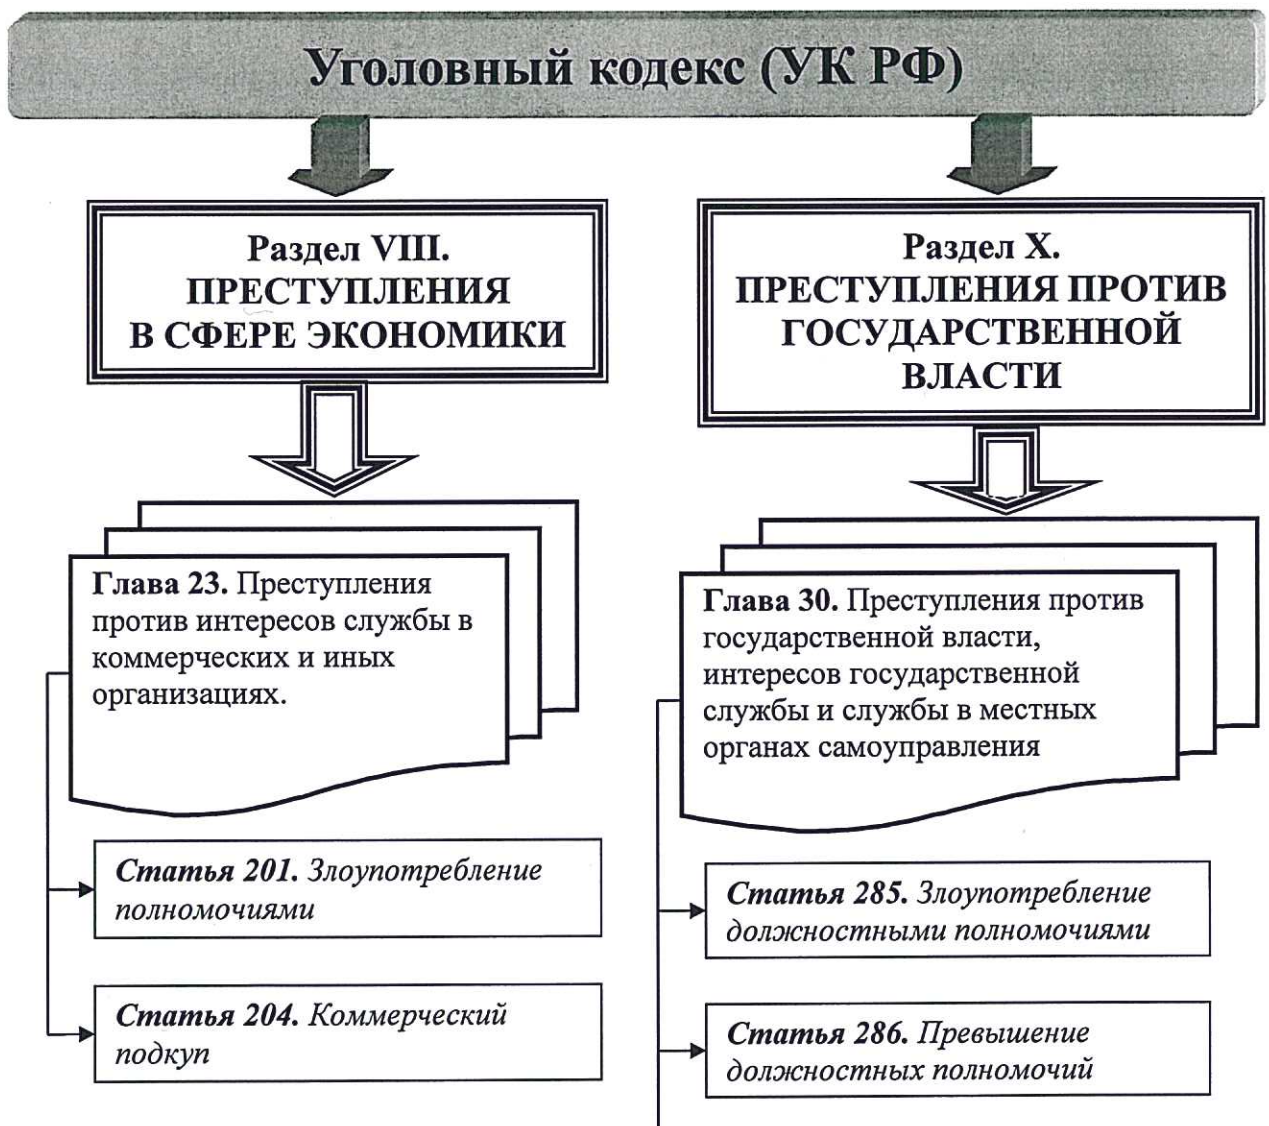 Уголовный кодекс (УК РФ)
Раздел VIII.
ПРЕСТУПЛЕНИЯ
В СФЕРЕ ЭКОНОМИКИ
Раздел X.
ПРЕСТУПЛЕНИЯ ПРОТИВ
ГОСУДАРСТВЕННОЙ
ВЛАСТИ
Глава 23. Преступления
против интересов службы в
коммерческих и иных
организациях.
Глава 30. Преступления против
государственной власти,
интересов государственной
службы и службы в местных
органах самоуправления
Статья 201. Злоупотребление
полномочиями
Статья 204. Коммерческий
подкуп
Статья 285. Злоупотребление
должностными полномочиями
Статья 286. Превышение
должностных полномочий